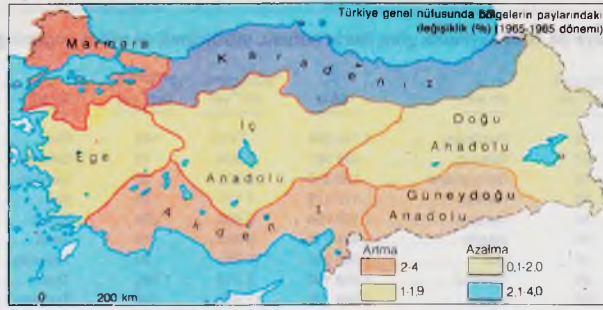 Türkiye genel nüfusunda bölgelerin paylarındaki
değişiklik (%) (1965-1965 dönemi)
Marmara
Karadeniz
Ege
İç
Anadolu
Doğu
Anadolu
Güneydoğu
Anadolu
Akdeniz
Artma
Azalma
2-4
0,1-2,0
1-1,9
2,1-4,0
0 200 km